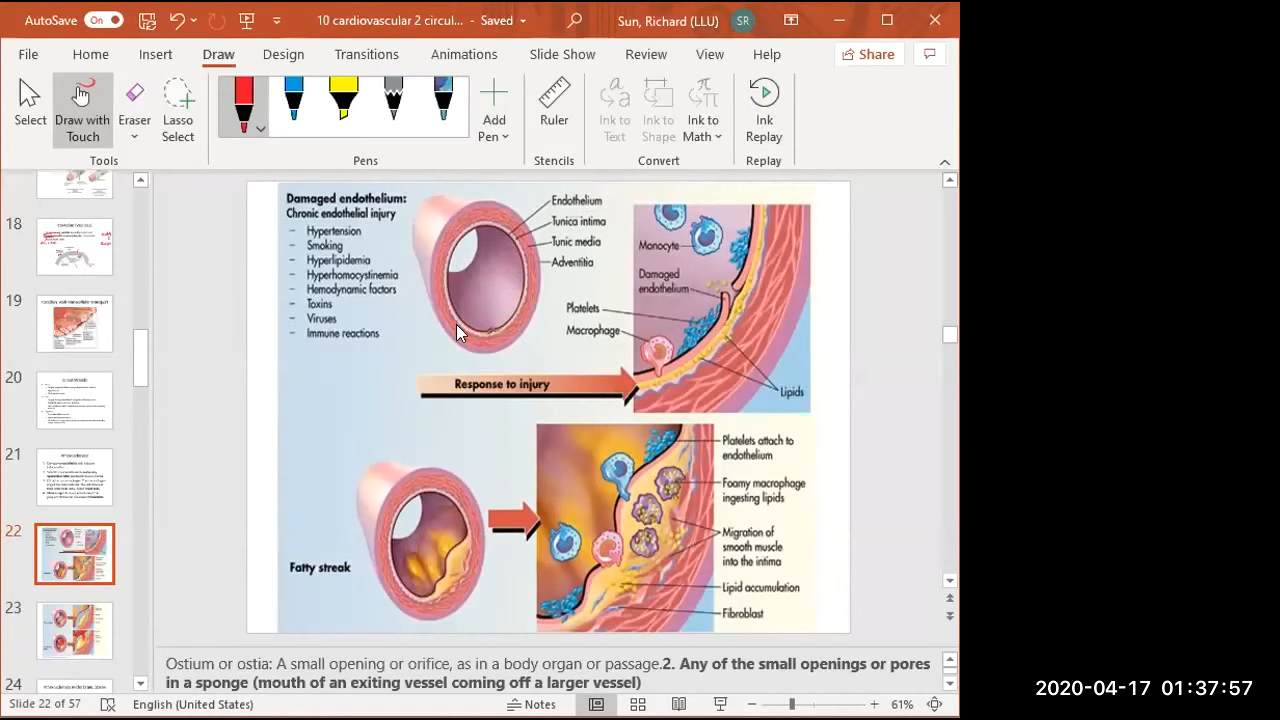 AutoSave On 10 cardiovascular 2 circul... - Saved Sun, Richard (LLU) SR
File Home Insert Draw Design Transitions Animations Slide Show Review View Help Share
Select Draw with Touch Eraser Lasso Select Add Pen Ruler Ink to Text Ink to Shape Ink to Math Ink Replay
Tools Pens Stencils Convert Replay
18
19
20
21
22
23
24
Damaged endothelium:
Chronic endothelial injury
– Hypertension
– Smoking
– Hyperlipidemia
– Hyperhomocystinemia
– Hemodynamic factors
– Toxins
– Viruses
– Immune reactions
Endothelium
Tunica intima
Tunic media
Adventitia
Monocyte
Damaged
endothelium
Platelets
Macrophage
Lipids
Response to injury
Fatty streak
Platelets attach to
endothelium
Foamy macrophage
ingesting lipids
Migration of
smooth muscle
into the intima
Lipid accumulation
Fibroblast
Ostium or ostia: A small opening or orifice, as in a body organ or passage.2. Any of the small openings or pores
in a sponge(mouth of an exiting vessel coming off a larger vessel)
Slide 22 of 57 English (United States) Notes 61%
2020-04-17 01:37:57